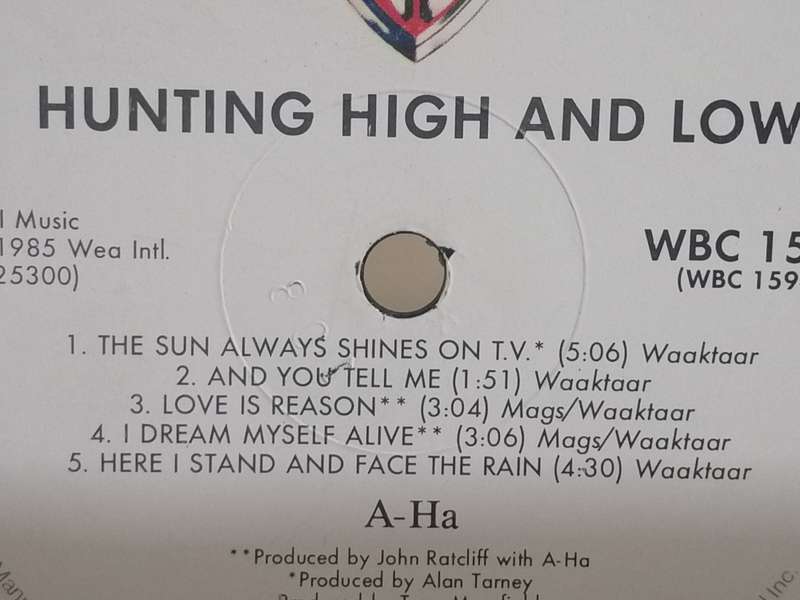 HUNTING HIGH AND LOW
l Music
1985 Wea Intl.
25300)
WBC 15
(WBC 159
1. THE SUN ALWAYS SHINES ON T.V.* (5:06) Waaktaar
2. AND YOU TELL ME (1:51) Waaktaar
3. LOVE IS REASON** (3:04) Mags/Waaktaar
4. I DREAM MYSELF ALIVE** (3:06) Mags/Waaktaar
5. HERE I STAND AND FACE THE RAIN (4:30) Waaktaar
A-Ha
**Produced by John Ratcliff with A-Ha
*Produced by Alan Tarney
Inc.